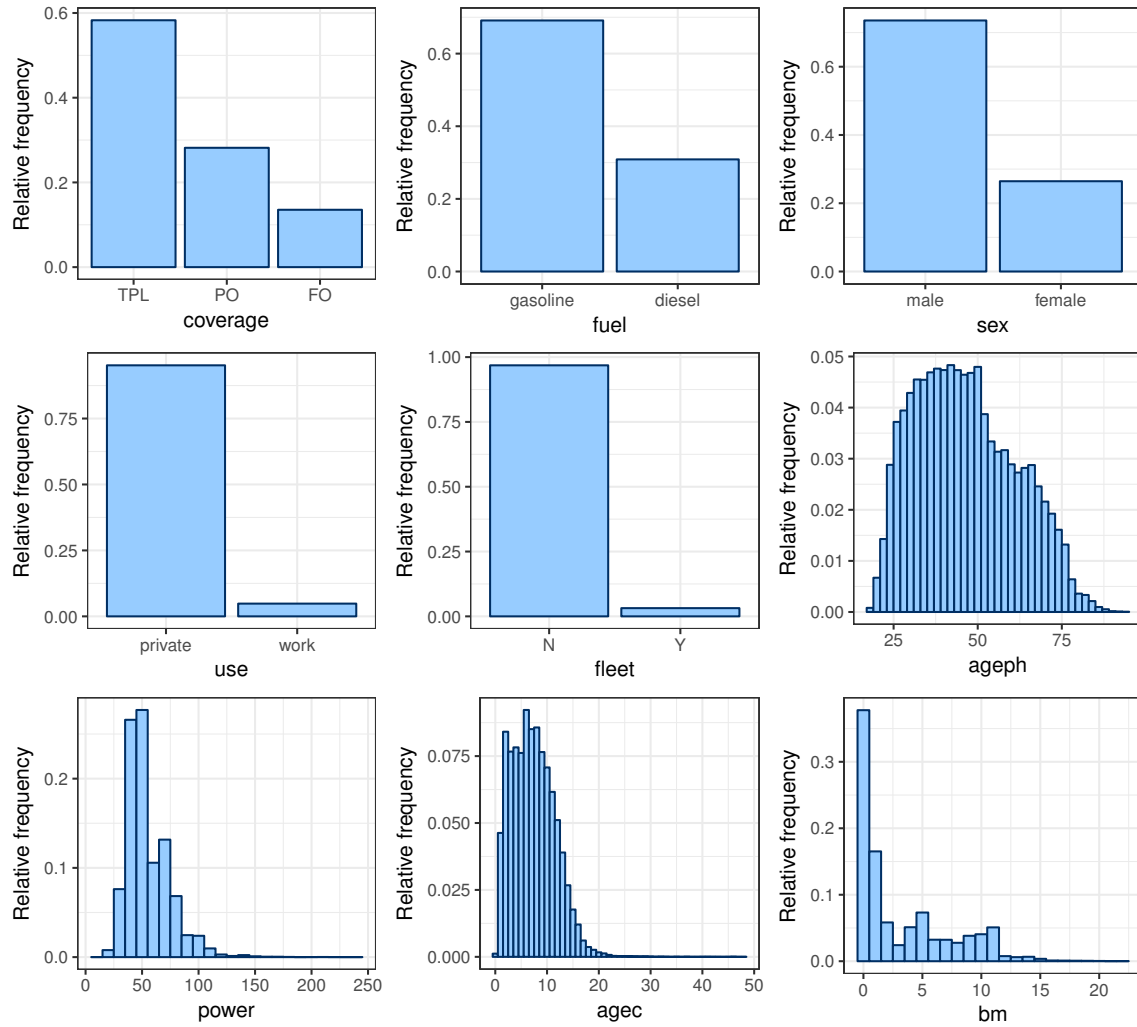 Relative frequency
0.6
0.4
0.2
0.0
TPL PO FO
coverage
Relative frequency
0.6
0.4
0.2
0.0
gasoline diesel
fuel
Relative frequency
0.6
0.4
0.2
0.0
male female
sex
Relative frequency
0.75
0.50
0.25
0.00
private work
use
Relative frequency
1.00
0.75
0.50
0.25
0.00
N Y
fleet
Relative frequency
0.05
0.04
0.03
0.02
0.01
0.00
25 50 75
ageph
Relative frequency
0.2
0.1
0.0
0 50 100 150 200 250
power
Relative frequency
0.075
0.050
0.025
0.000
0 10 20 30 40 50
agec
Relative frequency
0.3
0.2
0.1
0.0
0 5 10 15 20
bm